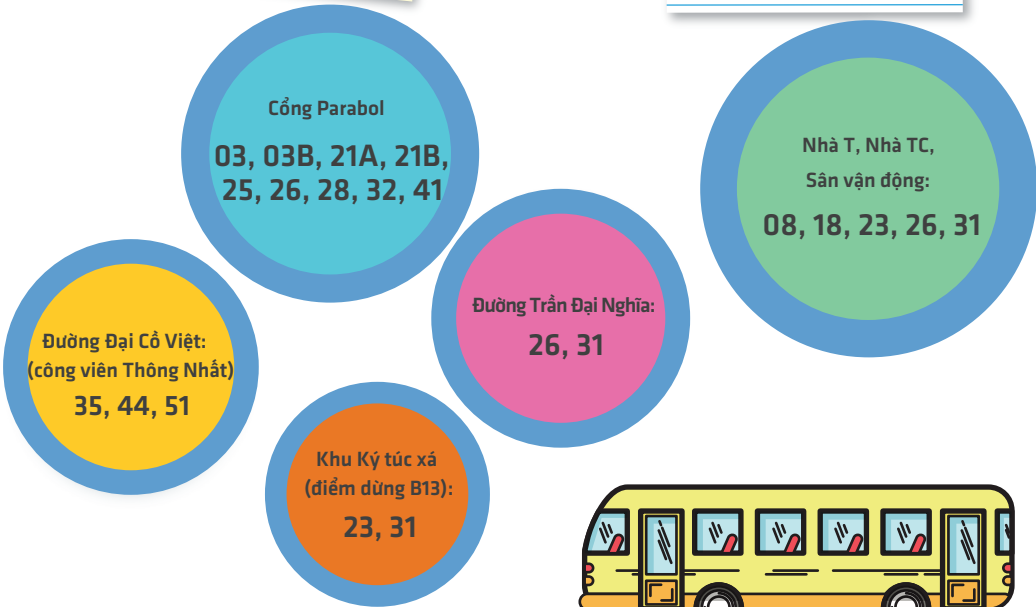 Cổng Parabol
03, 03B, 21A, 21B,
25, 26, 28, 32, 41
Nhà T, Nhà TC,
Sân vận động:
08, 18, 23, 26, 31
Đường Trần Đại Nghĩa:
26, 31
Đường Đại Cồ Việt:
(công viên Thống Nhất)
35, 44, 51
Khu Ký túc xá
(điểm dừng B13):
23, 31